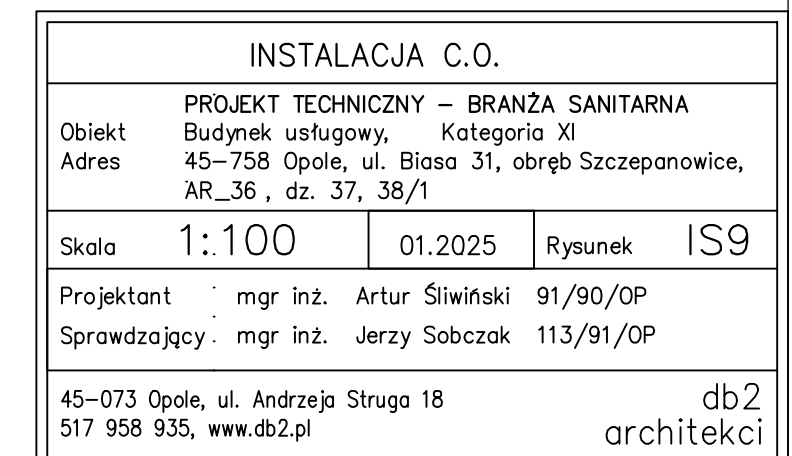 INSTALACJA C.O.
PROJEKT TECHNICZNY – BRANŻA SANITARNA
Obiekt Budynek usługowy, Kategoria XI
Adres 45–758 Opole, ul. Biasa 31, obręb Szczepanowice,
AR_36 , dz. 37, 38/1
Skala 1:100 01.2025 Rysunek IS9
Projektant mgr inż. Artur Śliwiński 91/90/OP
Sprawdzający mgr inż. Jerzy Sobczak 113/91/OP
45–073 Opole, ul. Andrzeja Struga 18
517 958 935, www.db2.pl
db2
architekci